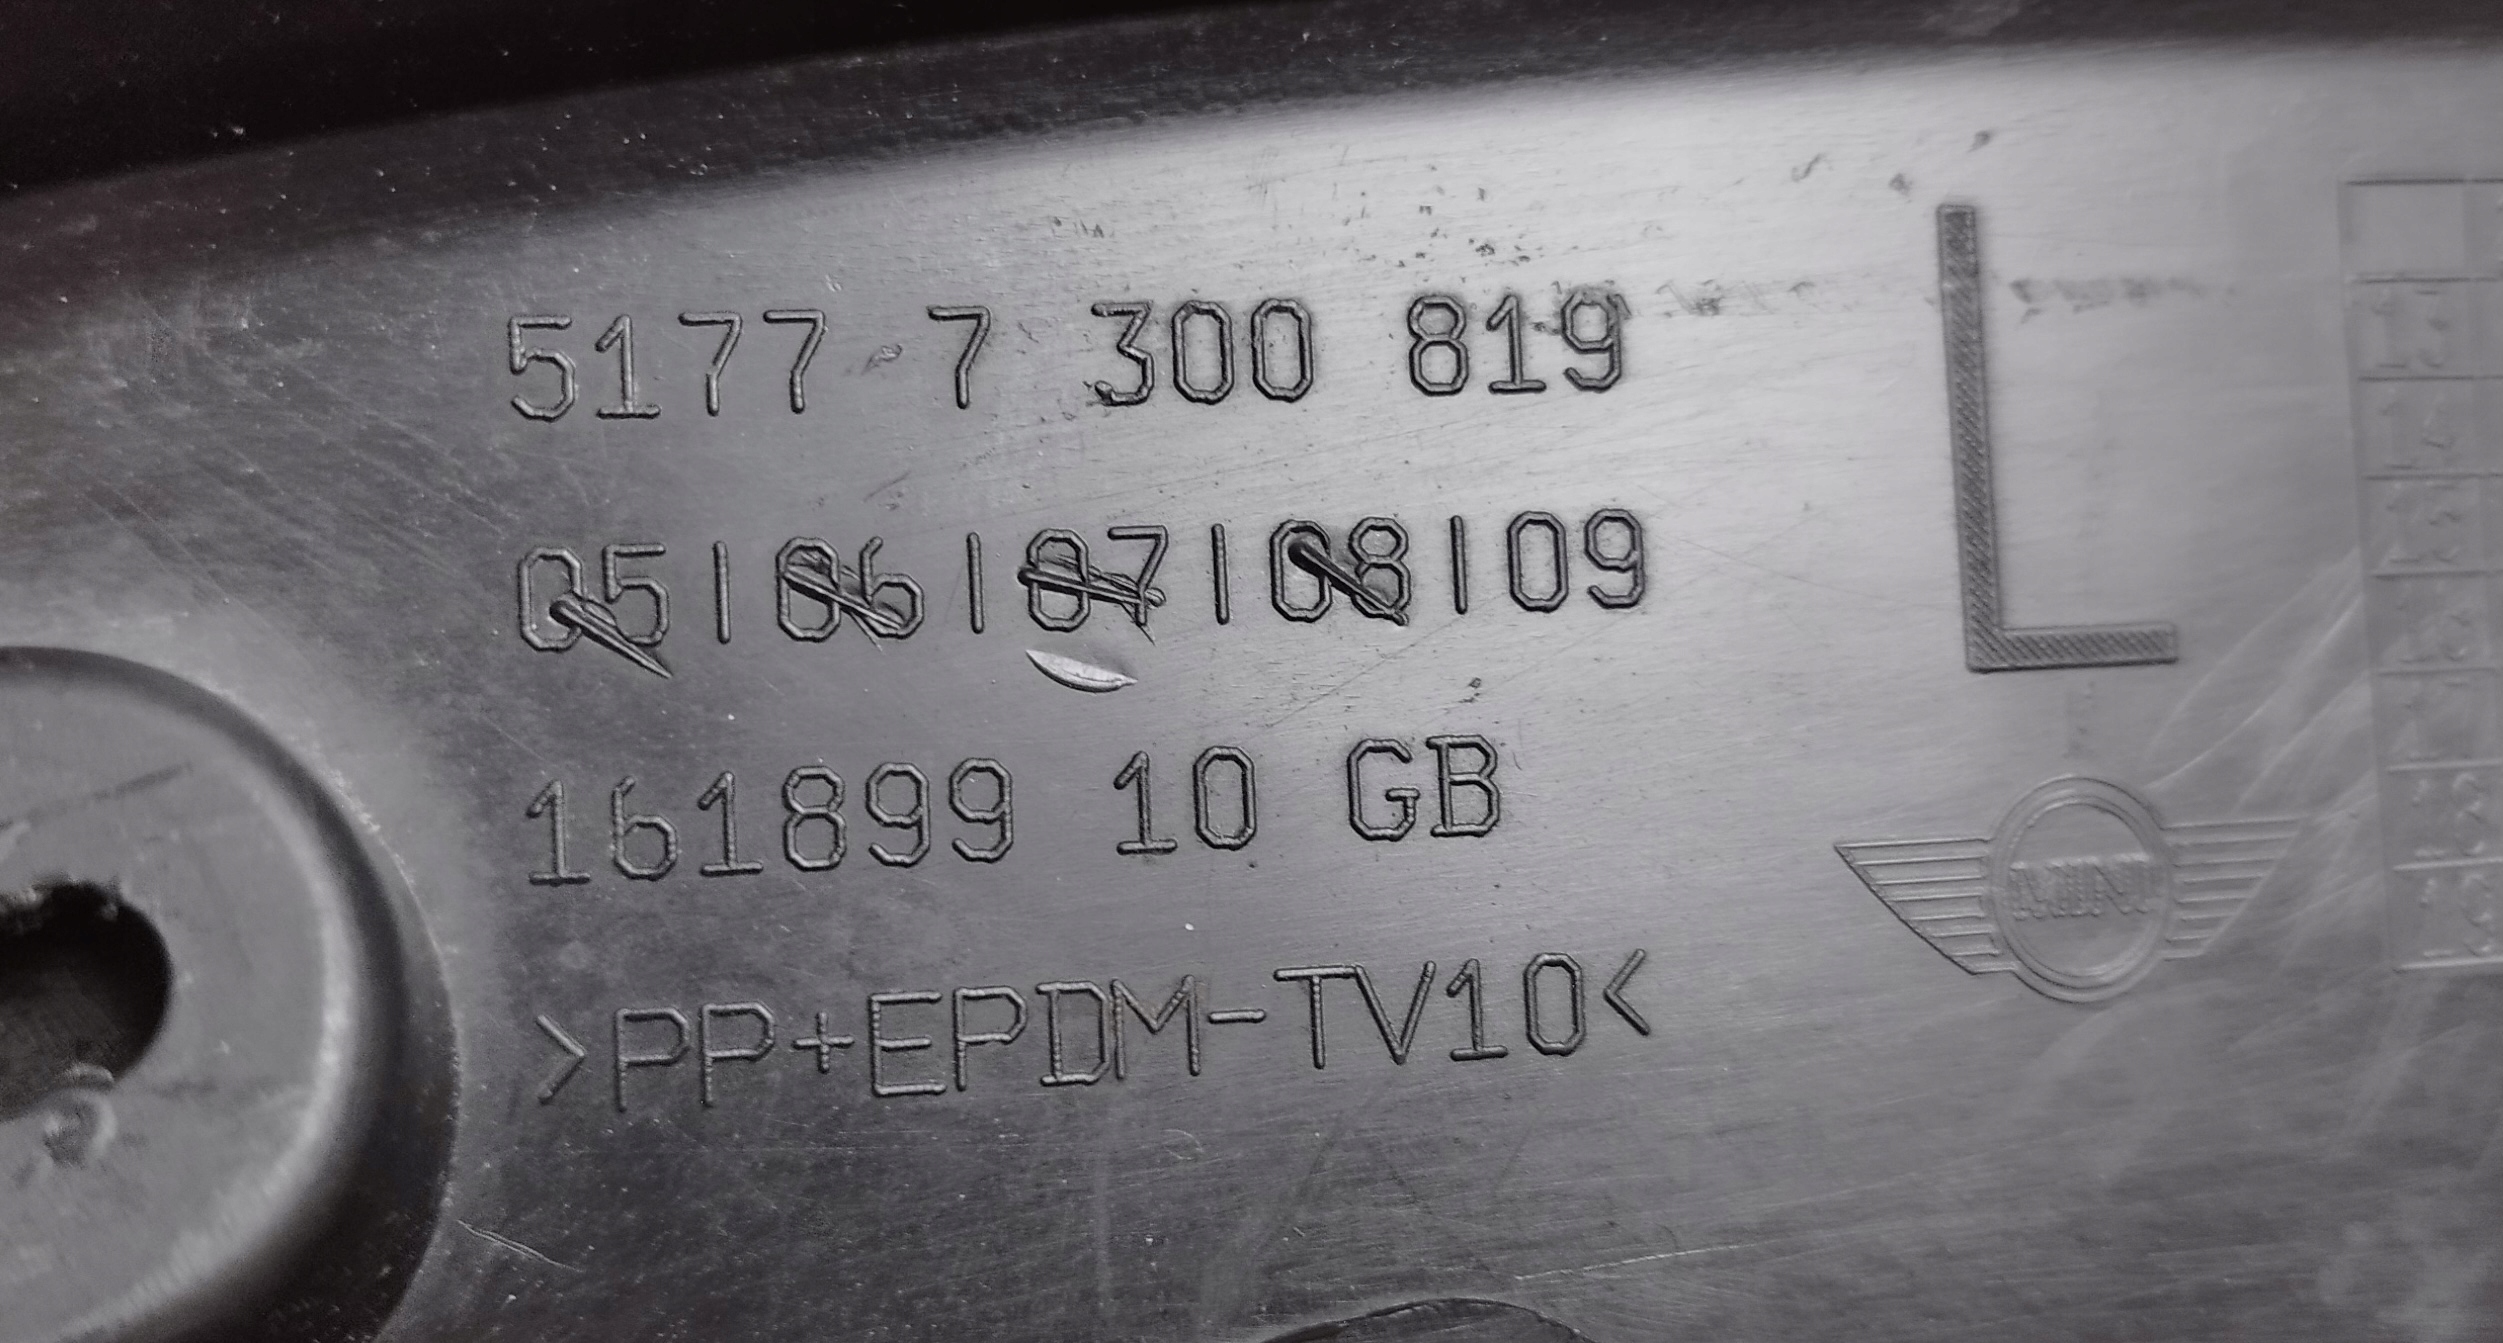 5177 7 300 819
05|06|07|08|09
161899 10 GB
>PP+EPDM-TV10<
L
MINI